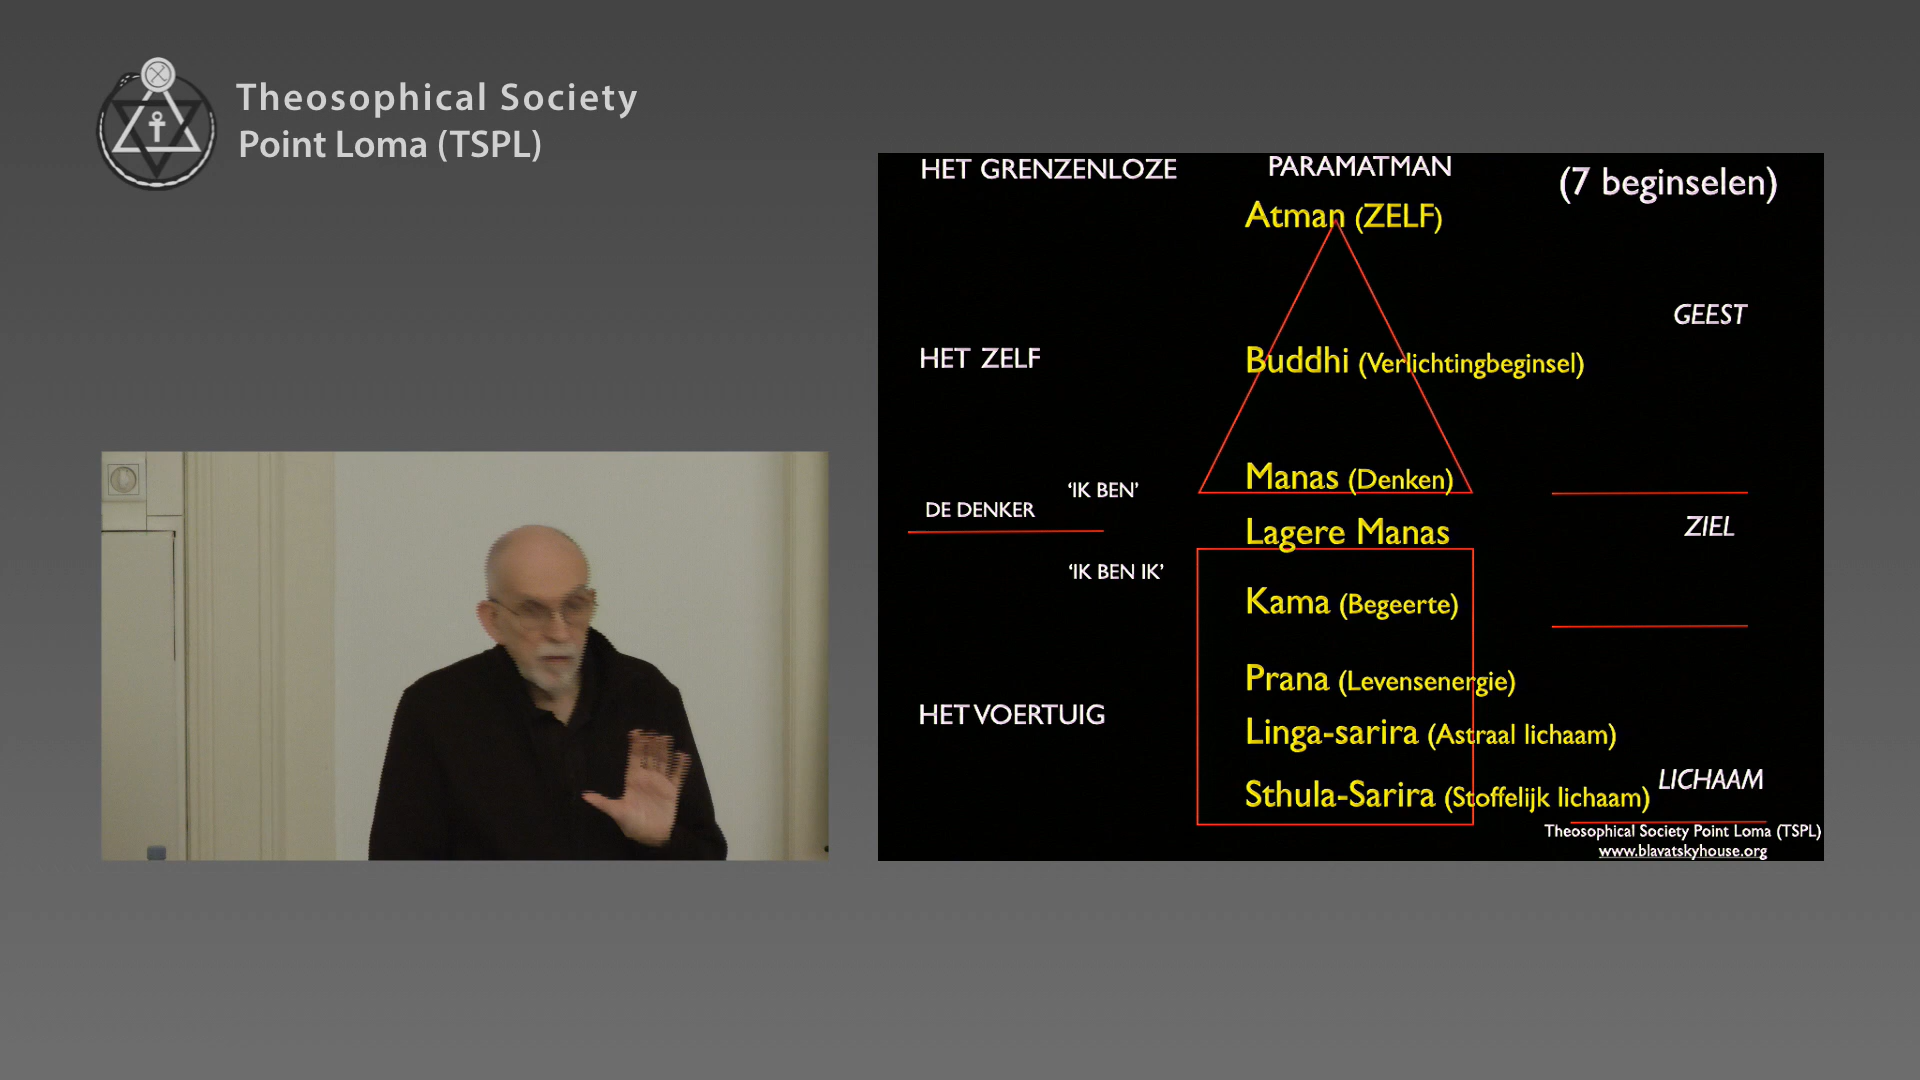 Theosophical Society
Point Loma (TSPL)
HET GRENZENLOZE
PARAMATMAN
(7 beginselen)
Atman (ZELF)
GEEST
HET ZELF
Buddhi (Verlichtingbeginsel)
'IK BEN'
Manas (Denken)
DE DENKER
Lagere Manas
ZIEL
'IK BEN IK'
Kama (Begeerte)
Prana (Levensenergie)
HET VOERTUIG
Linga-sarira (Astraal lichaam)
LICHAAM
Sthula-Sarira (Stoffelijk lichaam)
Theosophical Society Point Loma (TSPL)
www.blavatskyhouse.org